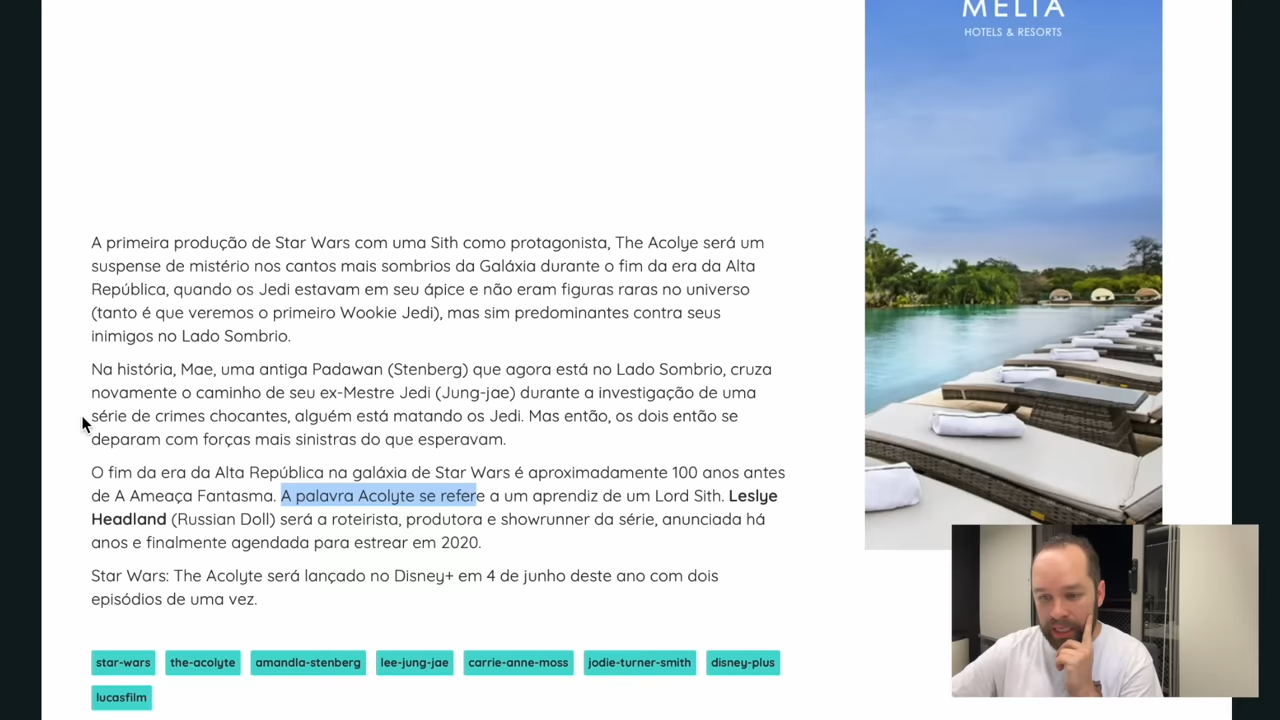 MELIA
HOTELS & RESORTS
A primeira produção de Star Wars com uma Sith como protagonista, The Acolye será um
suspense de mistério nos cantos mais sombrios da Galáxia durante o fim da era da Alta
República, quando os Jedi estavam em seu ápice e não eram figuras raras no universo
(tanto é que veremos o primeiro Wookie Jedi), mas sim predominantes contra seus
inimigos no Lado Sombrio.
Na história, Mae, uma antiga Padawan (Stenberg) que agora está no Lado Sombrio, cruza
novamente o caminho de seu ex-Mestre Jedi (Jung-jae) durante a investigação de uma
série de crimes chocantes, alguém está matando os Jedi. Mas então, os dois então se
deparam com forças mais sinistras do que esperavam.
O fim da era da Alta República na galáxia de Star Wars é aproximadamente 100 anos antes
de A Ameaça Fantasma. A palavra Acolyte se refere a um aprendiz de um Lord Sith. Leslye
Headland (Russian Doll) será a roteirista, produtora e showrunner da série, anunciada há
anos e finalmente agendada para estrear em 2020.
Star Wars: The Acolyte será lançado no Disney+ em 4 de junho deste ano com dois
episódios de uma vez.
star-wars the-acolyte amandla-stenberg lee-jung-jae carrie-anne-moss jodie-turner-smith disney-plus
lucasfilm